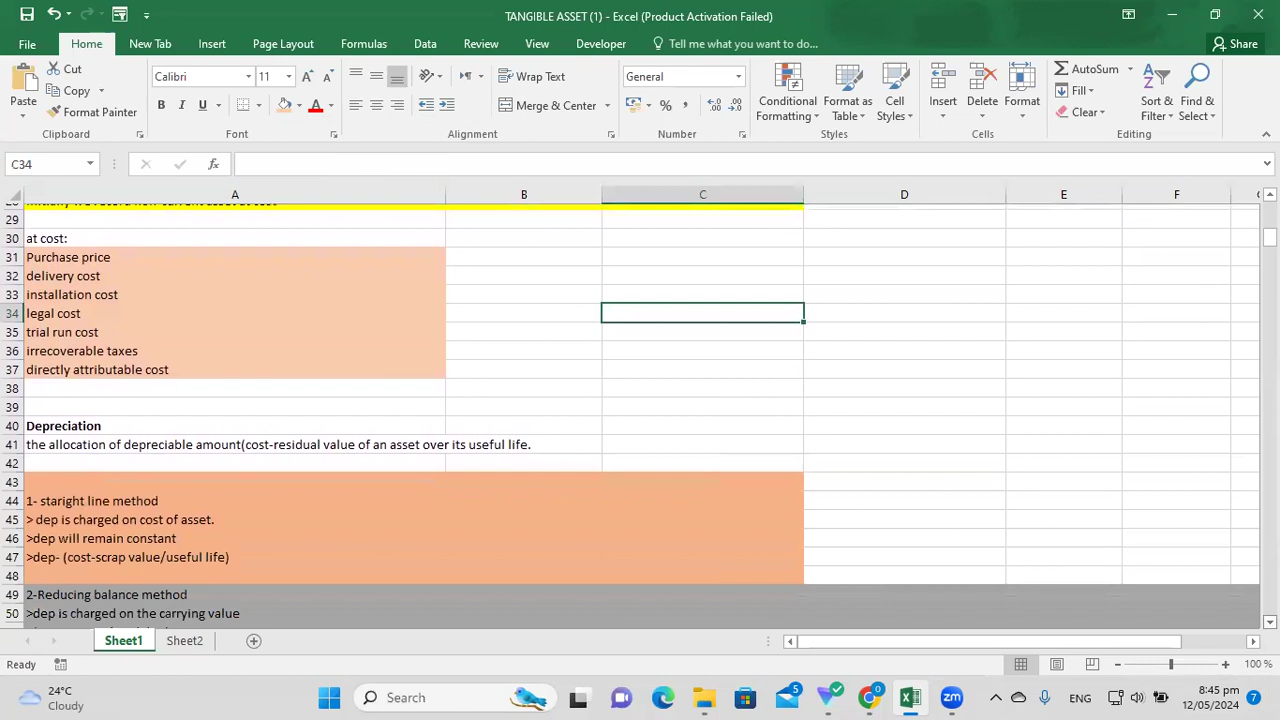 TANGIBLE ASSET (1) - Excel (Product Activation Failed)
File Home New Tab Insert Page Layout Formulas Data Review View Developer Tell me what you want to do... Share
Paste
Cut
Copy
Format Painter
Clipboard
Calibri 11
B I U
Font
Wrap Text
Merge & Center
Alignment
General
%
Number
Conditional Formatting
Format as Table
Cell Styles
Styles
Insert
Delete
Format
Cells
AutoSum
Fill
Clear
Sort & Filter
Find & Select
Editing
C34
fx
A B C D E F
29
30 at cost:
31 Purchase price
32 delivery cost
33 installation cost
34 legal cost
35 trial run cost
36 irrecoverable taxes
37 directly attributable cost
38
39
40 Depreciation
41 the allocation of depreciable amount(cost-residual value of an asset over its useful life.
42
43
44 1- staright line method
45 > dep is charged on cost of asset.
46 >dep will remain constant
47 >dep- (cost-scrap value/useful life)
48
49 2-Reducing balance method
50 >dep is charged on the carrying value
Sheet1 Sheet2
Ready
100 %
24°C
Cloudy
Search
5
0
zm
ENG
8:45 pm
12/05/2024
7